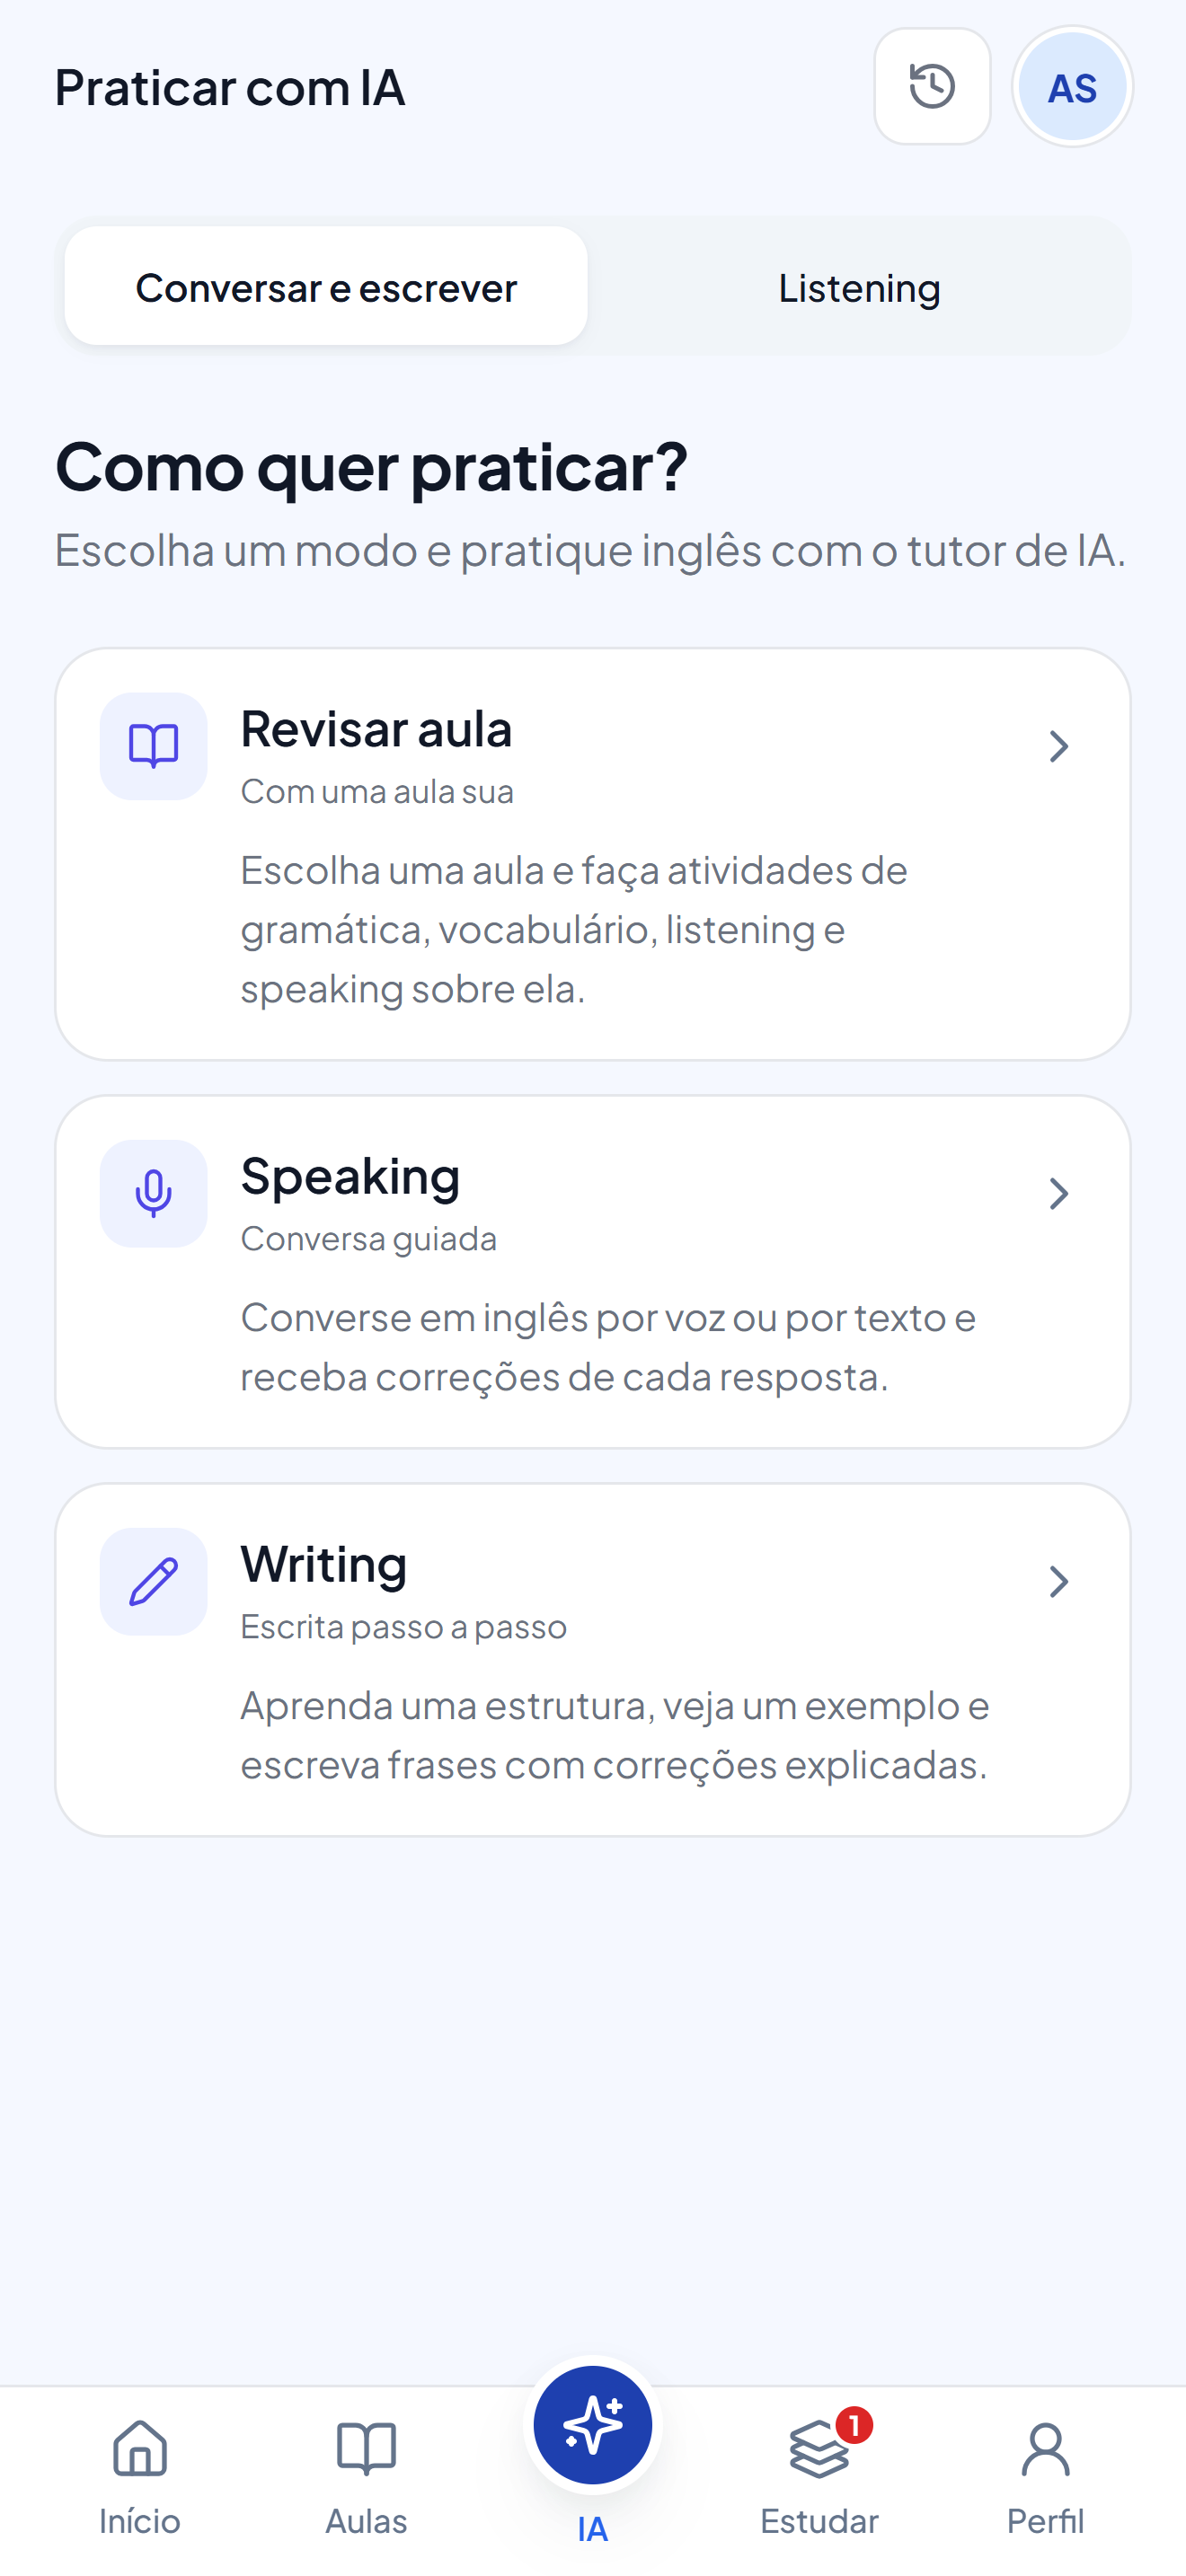 Praticar com IA
AS
Conversar e escrever
Listening
Como quer praticar?
Escolha um modo e pratique inglês com o tutor de IA.
Revisar aula
Com uma aula sua
Escolha uma aula e faça atividades de
gramática, vocabulário, listening e
speaking sobre ela.
Speaking
Conversa guiada
Converse em inglês por voz ou por texto e
receba correções de cada resposta.
Writing
Escrita passo a passo
Aprenda uma estrutura, veja um exemplo e
escreva frases com correções explicadas.
1
Início
Aulas
IA
Estudar
Perfil